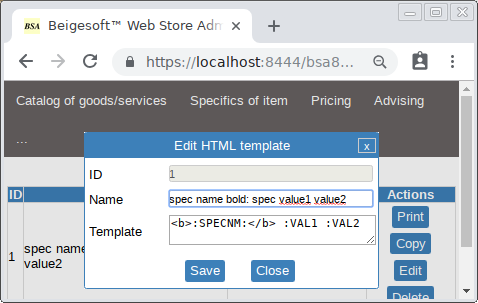 BSA Beigesoft™ Web Store Adm
https://localhost:8444/bsa8...
Catalog of goods/services Specifics of item Pricing Advising
...
Edit HTML template x
ID 1
Name spec name bold: spec value1 value2
Template <b>:SPECNM:</b> :VAL1 :VAL2
Save Close
ID Actions
1 spec name
value2
Print
Copy
Edit
Delete